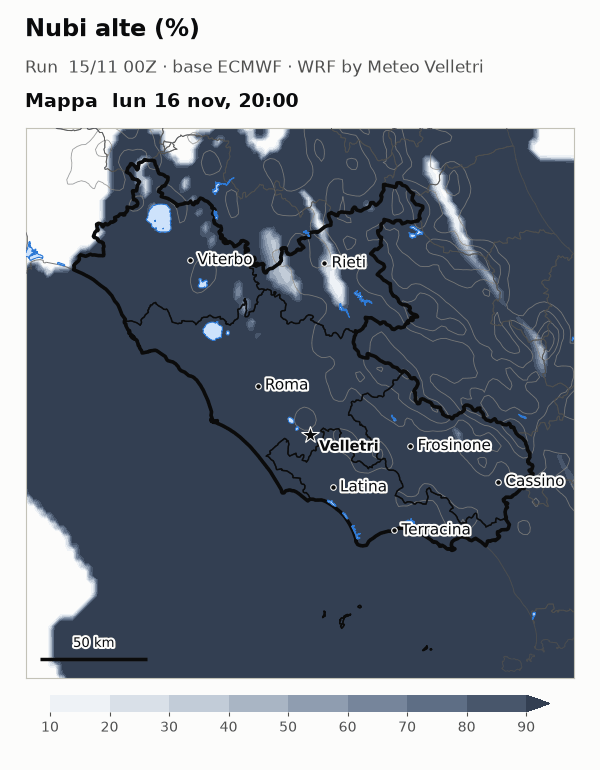 Nubi alte (%)
Run  15/11 00Z · base ECMWF · WRF by Meteo Velletri
Mappa  lun 16 nov, 20:00
Viterbo
Rieti
Roma
Velletri
Frosinone
Latina
Cassino
Terracina
50 km
10 20 30 40 50 60 70 80 90